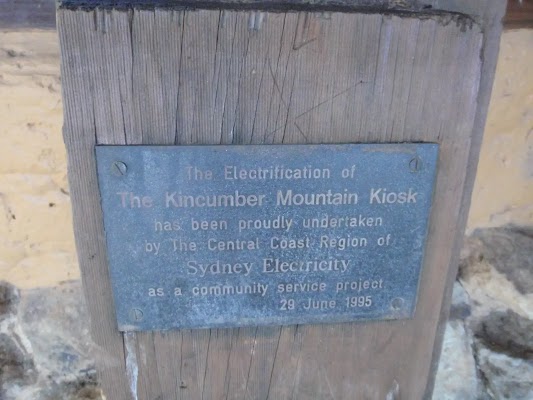 The Electrification of
The Kincumber Mountain Kiosk
has been proudly undertaken
by The Central Coast Region of
Sydney Electricity
as a community service project
29 June 1995